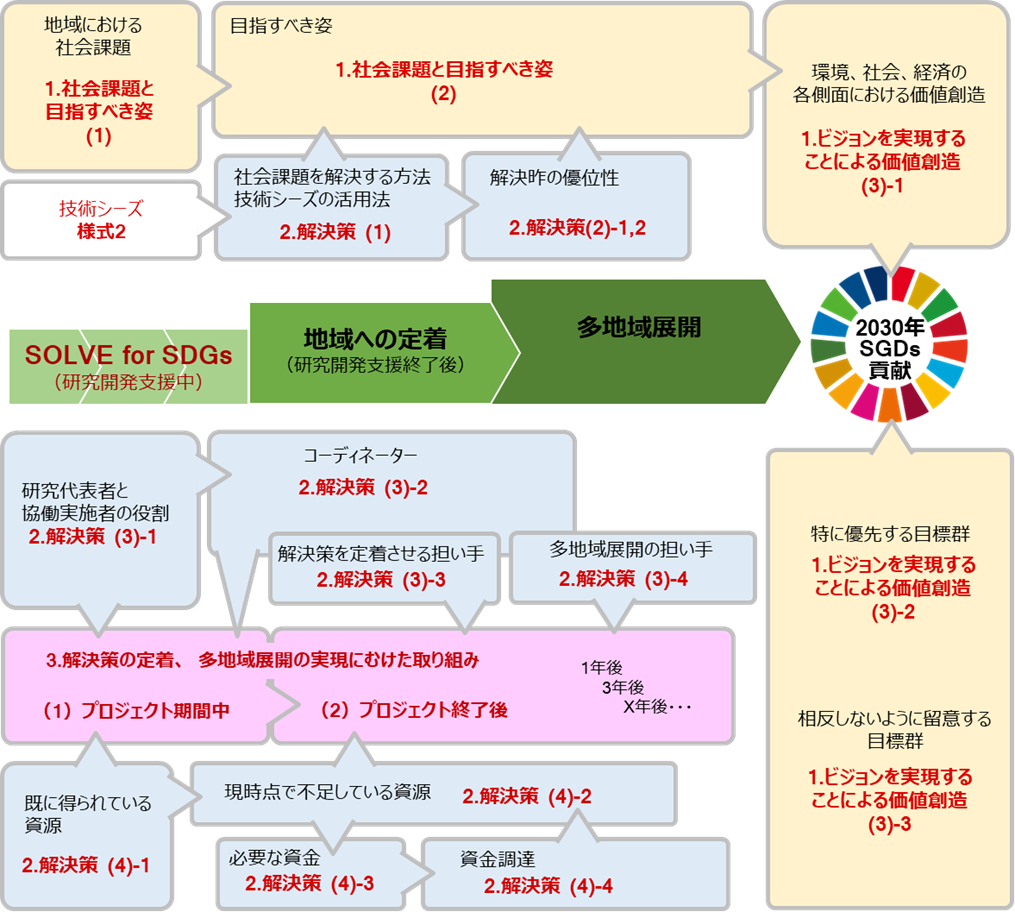 地域における
社会課題
1.社会課題と
目指すべき姿
(1)
目指すべき姿
1.社会課題と目指すべき姿
(2)
環境、社会、経済の
各側面における価値創造
1.ビジョンを実現する
ことによる価値創造
(3)-1
技術シーズ
様式2
社会課題を解決する方法
技術シーズの活用法
2.解決策 (1)
解決昨の優位性
2.解決策(2)-1,2
SOLVE for SDGs
(研究開発支援中)
地域への定着
(研究開発支援終了後)
多地域展開
2030年
SGDs
貢献
研究代表者と
協働実施者の役割
2.解決策 (3)-1
コーディネーター
2.解決策 (3)-2
解決策を定着させる担い手
2.解決策 (3)-3
多地域展開の担い手
2.解決策 (3)-4
3.解決策の定着、多地域展開の実現にむけた取り組み
(1) プロジェクト期間中
(2) プロジェクト終了後
1年後
3年後
X年後・・・
既に得られている
資源
2.解決策 (4)-1
現時点で不足している資源 2.解決策 (4)-2
必要な資金
2.解決策 (4)-3
資金調達
2.解決策 (4)-4
特に優先する目標群
1.ビジョンを実現する
ことによる価値創造
(3)-2
相反しないように留意する
目標群
1.ビジョンを実現する
ことによる価値創造
(3)-3